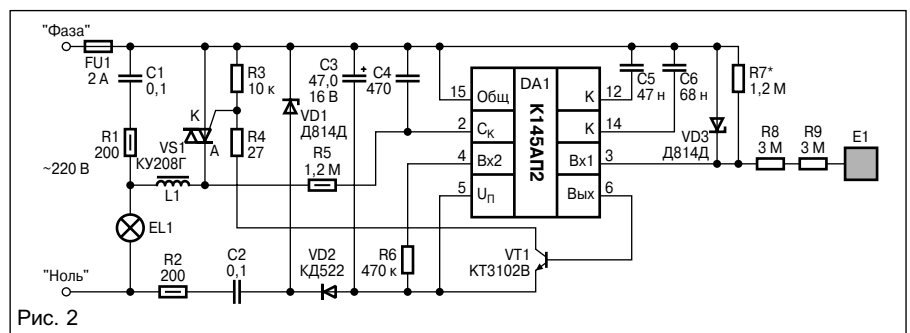 "Фаза"
FU1
2 А
C1
0,1
R1
200
~220 В
К
А
VS1
КУ208Г
L1
EL1
"Ноль"
R2
200
C2
0,1
R3
10 к
R4
27
VD1
Д814Д
C3
47,0
16 В
+
C4
470
R5
1,2 М
VD2
КД522
R6
470 к
15
2
4
5
Общ
Cк
Вх2
Uп
DA1
К145АП2
К
К
Вх1
Вых
12
14
3
6
C5
47 н
C6
68 н
VD3
Д814Д
R7*
1,2 М
R8
3 М
R9
3 М
E1
VT1
КТ3102В
Рис. 2